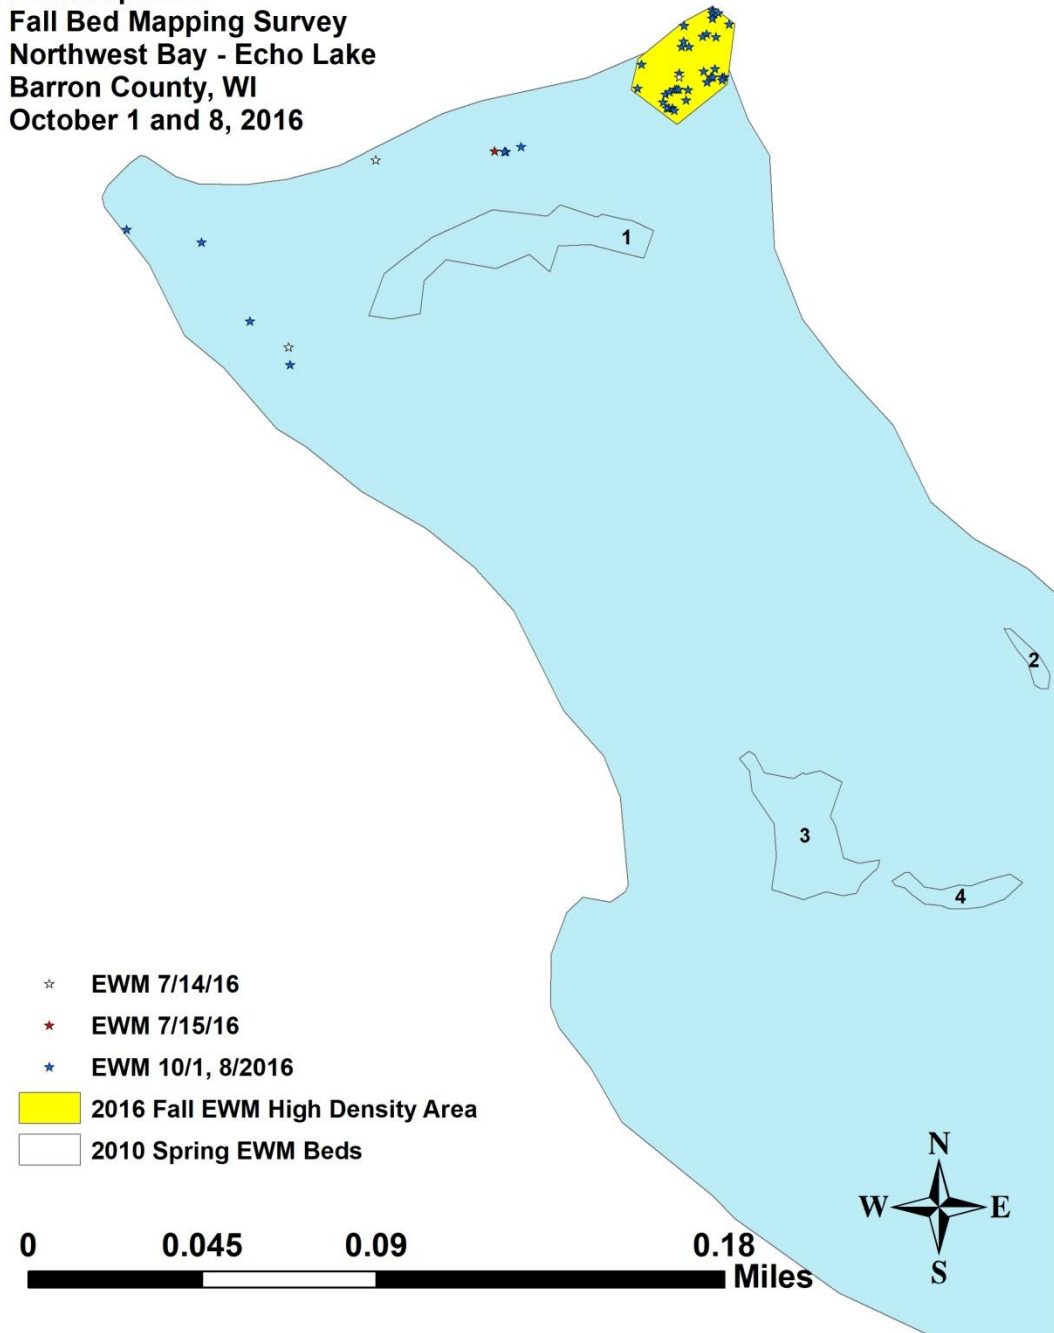 Fall Bed Mapping Survey
Northwest Bay - Echo Lake
Barron County, WI
October 1 and 8, 2016
1
2
3
4
EWM 7/14/16
EWM 7/15/16
EWM 10/1, 8/2016
2016 Fall EWM High Density Area
2010 Spring EWM Beds
N
W E
S
0 0.045 0.09 0.18
Miles